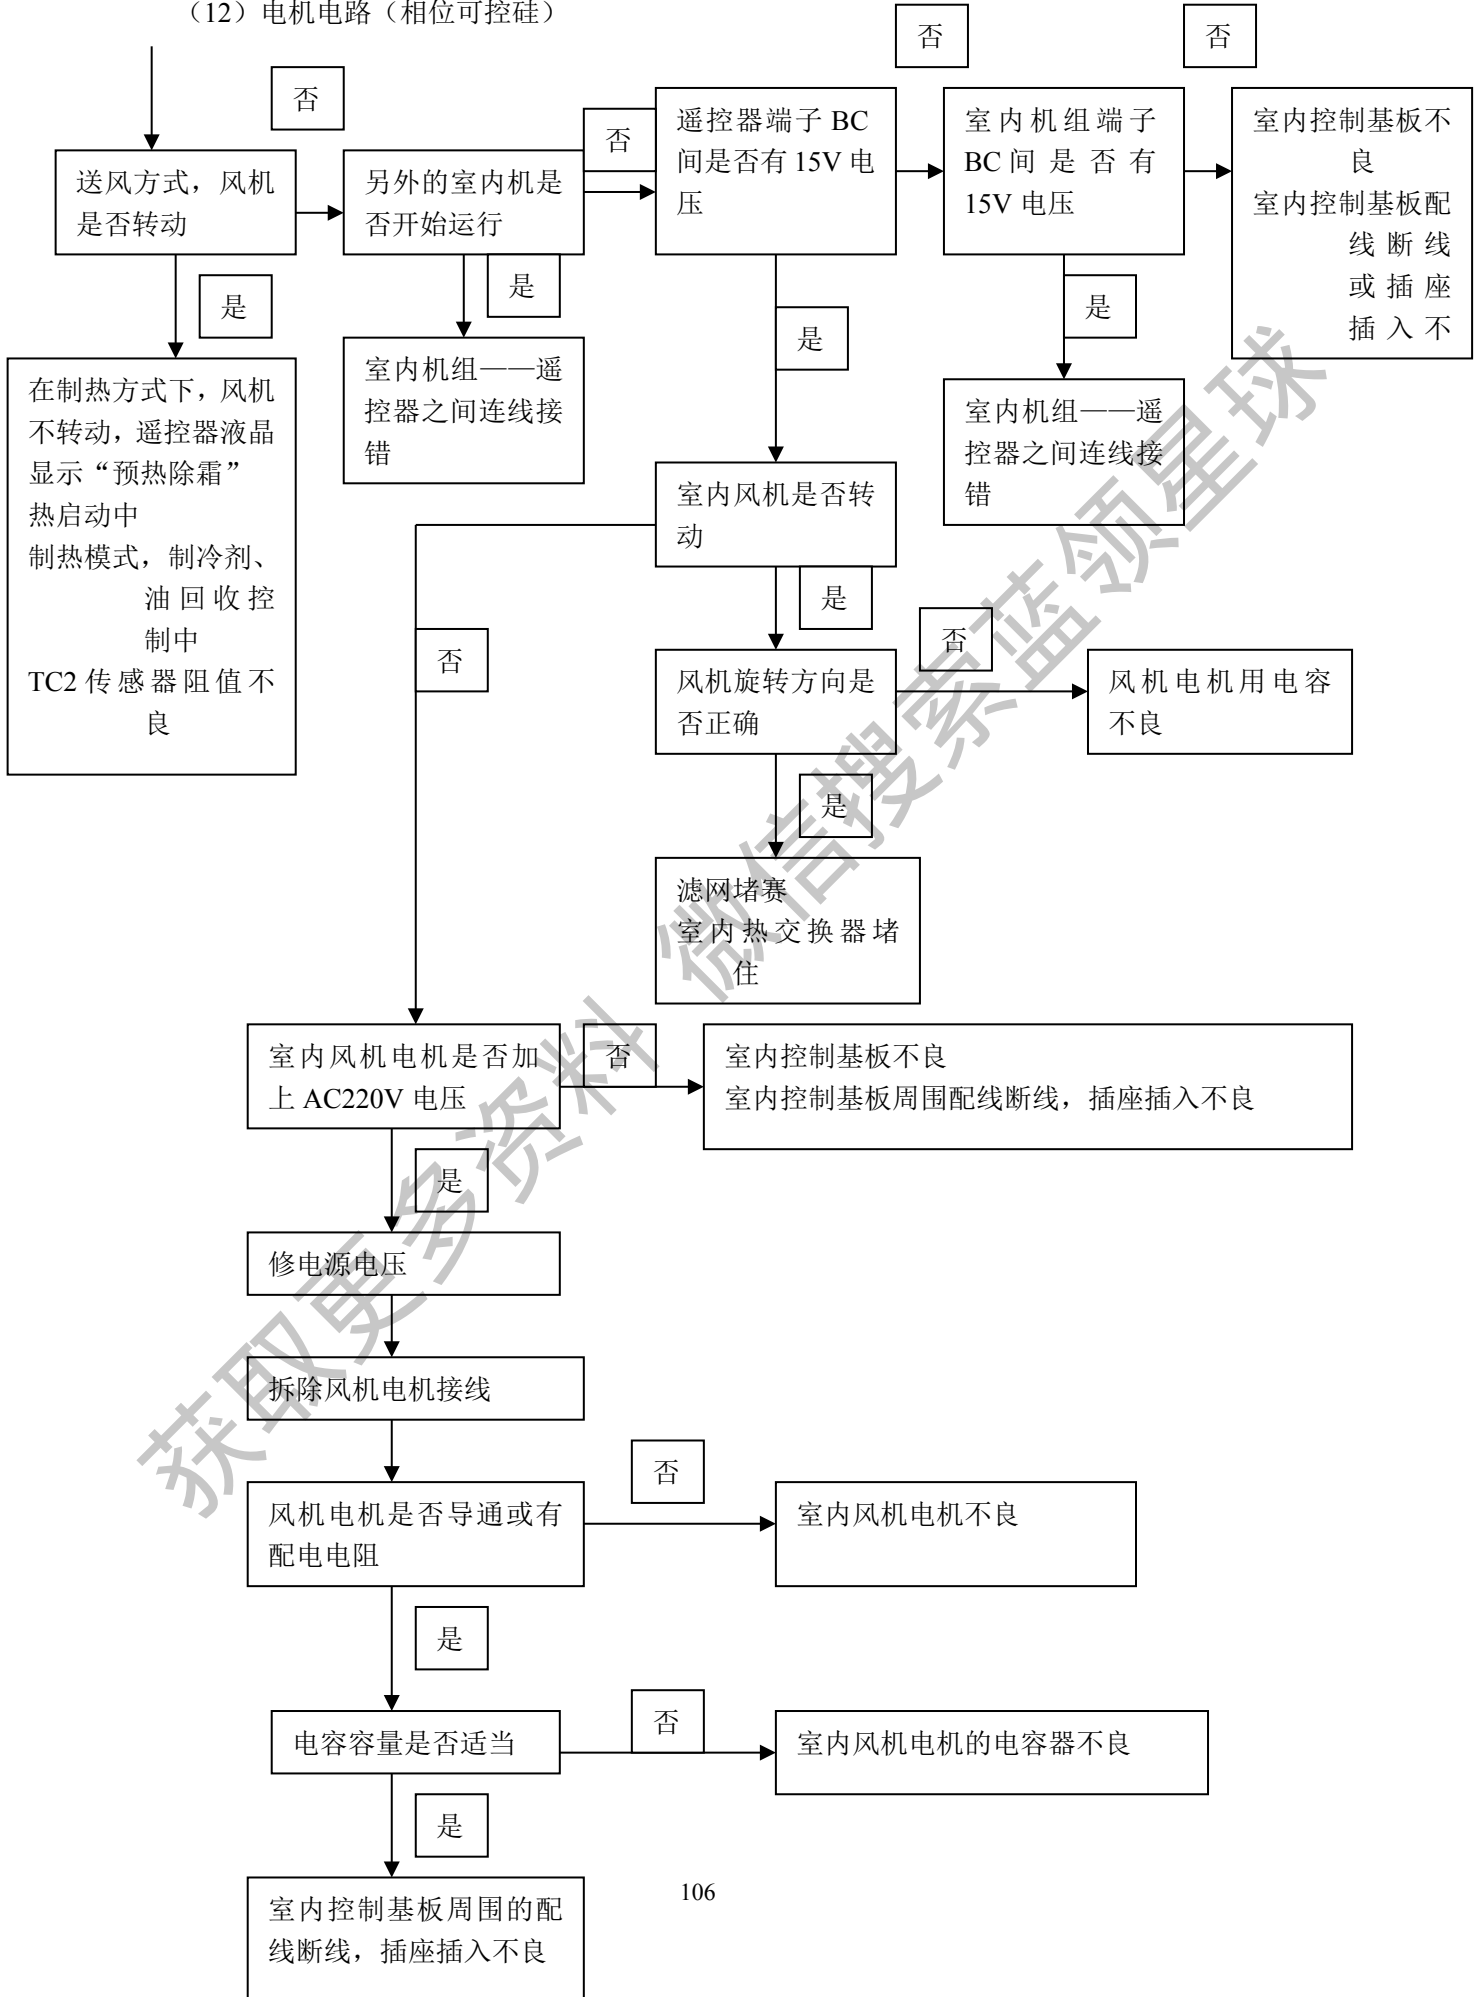 （12）电机电路（相位可控硅）
否
否
否
否
送风方式，风机
是否转动
另外的室内机是
否开始运行
遥控器端子 BC
间是否有 15V 电
压
室内机组端子
BC 间是否有
15V 电压
室内控制基板不
良
室内控制基板配
线断线
或插座
插入不
是
是
是
是
在制热方式下，风机
不转动，遥控器液晶
显示“预热除霜”
热启动中
制热模式，制冷剂、
油回收控
制中
TC2 传感器阻值不
良
室内机组——遥
控器之间连线接
错
室内机组——遥
控器之间连线接
错
室内风机是否转
动
是
否
否
风机旋转方向是
否正确
风机电机用电容
不良
是
滤网堵赛
室内热交换器堵
住
室内风机电机是否加
上 AC220V 电压
否
室内控制基板不良
室内控制基板周围配线断线，插座插入不良
是
修电源电压
拆除风机电机接线
否
风机电机是否导通或有
配电电阻
室内风机电机不良
是
电容容量是否适当
否
室内风机电机的电容器不良
是
室内控制基板周围的配
线断线，插座插入不良
106
获取更多资料 微信搜索蓝领星球